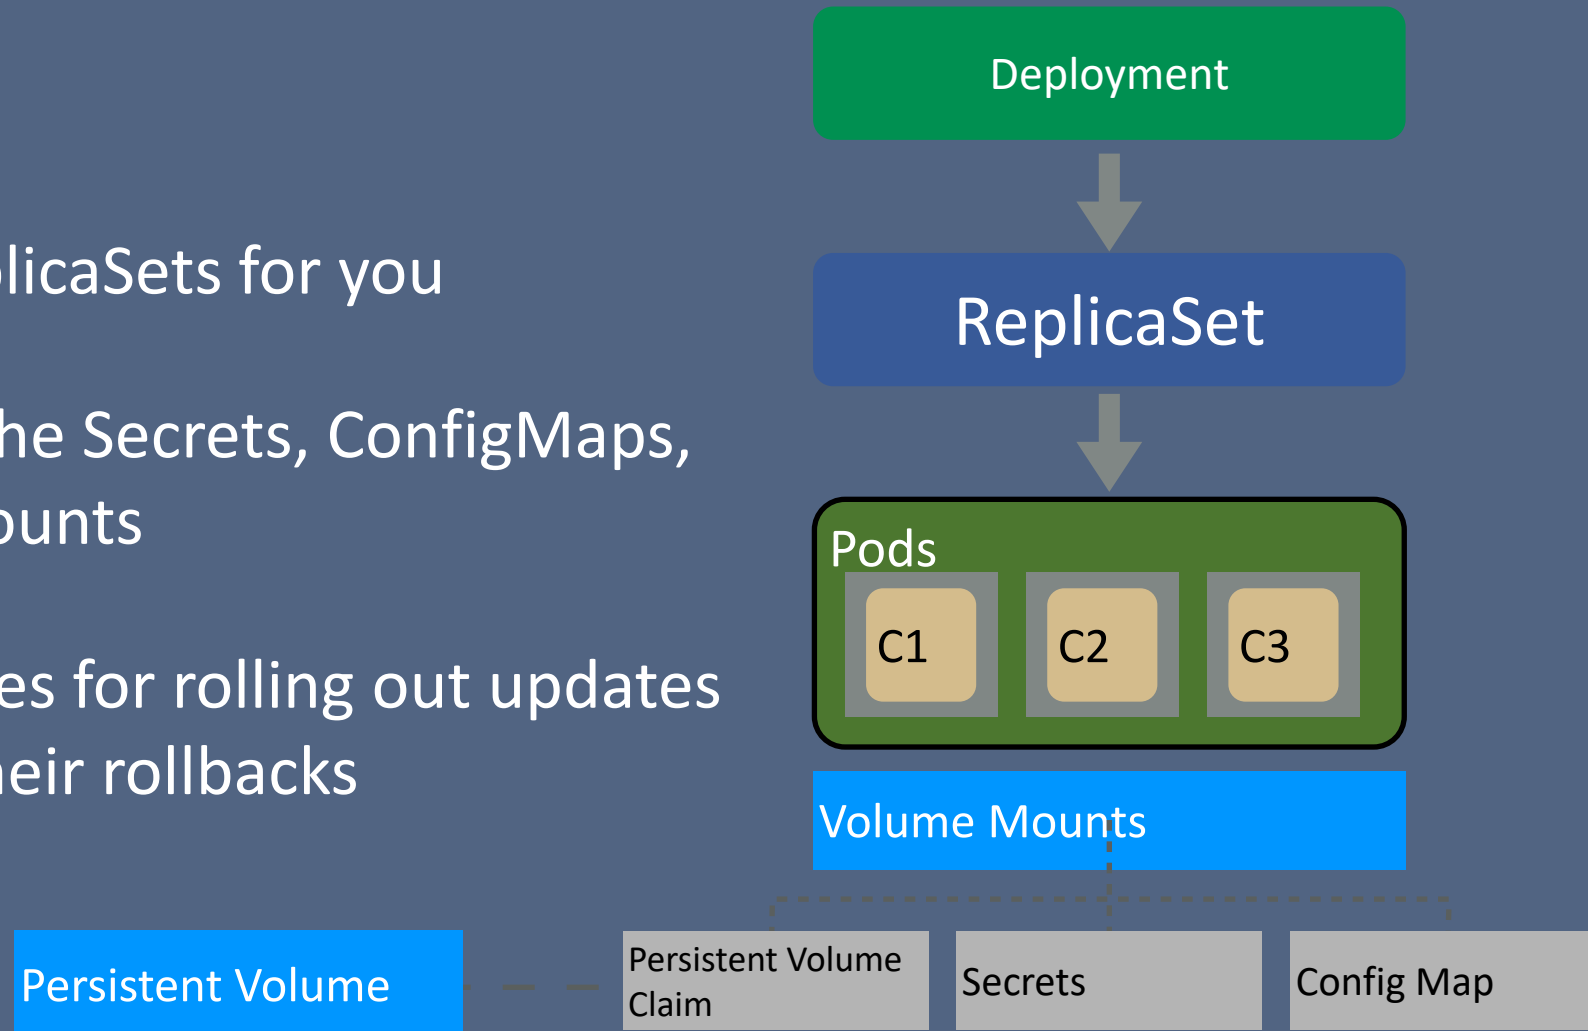 Deployment
plicaSets for you
ReplicaSet
he Secrets, ConfigMaps,
ounts
Pods
C1 C2 C3
es for rolling out updates
heir rollbacks
Volume Mounts
Persistent Volume
Persistent Volume
Claim
Secrets
Config Map